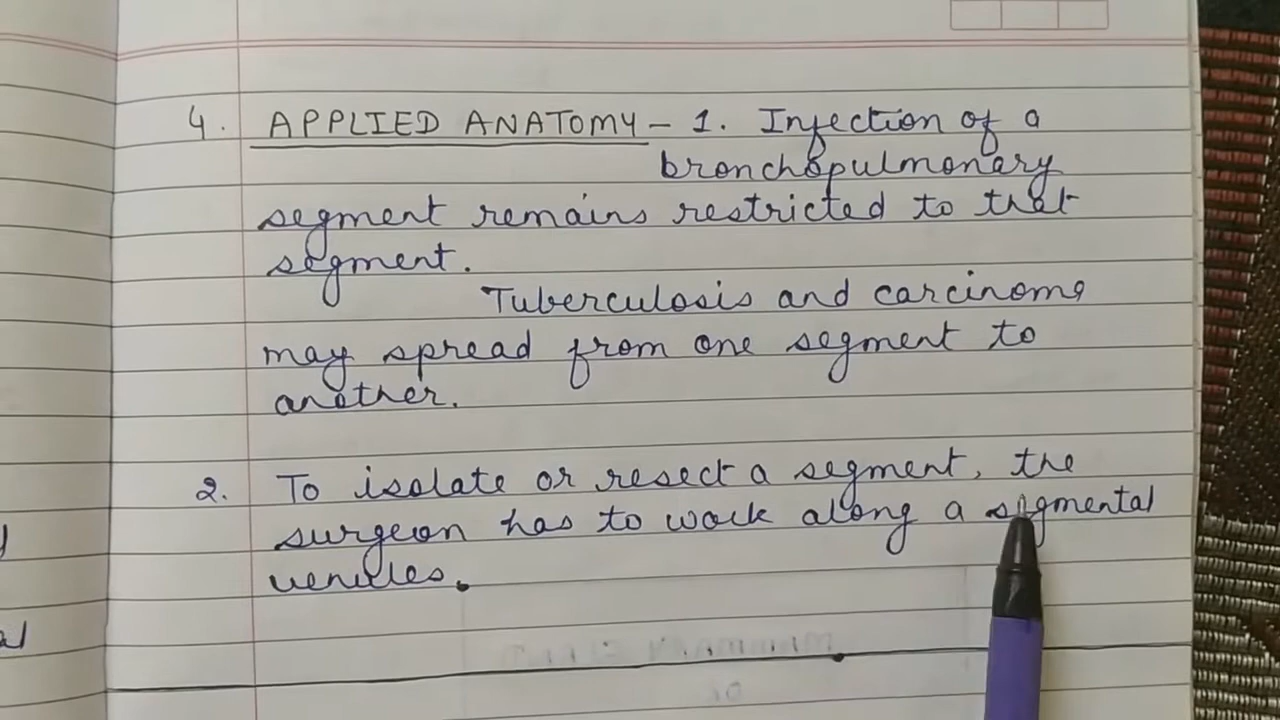 4. APPLIED ANATOMY - 1. Infection of a
bronchopulmonary
segment remains restricted to that
segment.
Tuberculosis and carcinoma
may spread from one segment to
another.
2. To isolate or resect a segment, the
surgeon has to work along a segmental